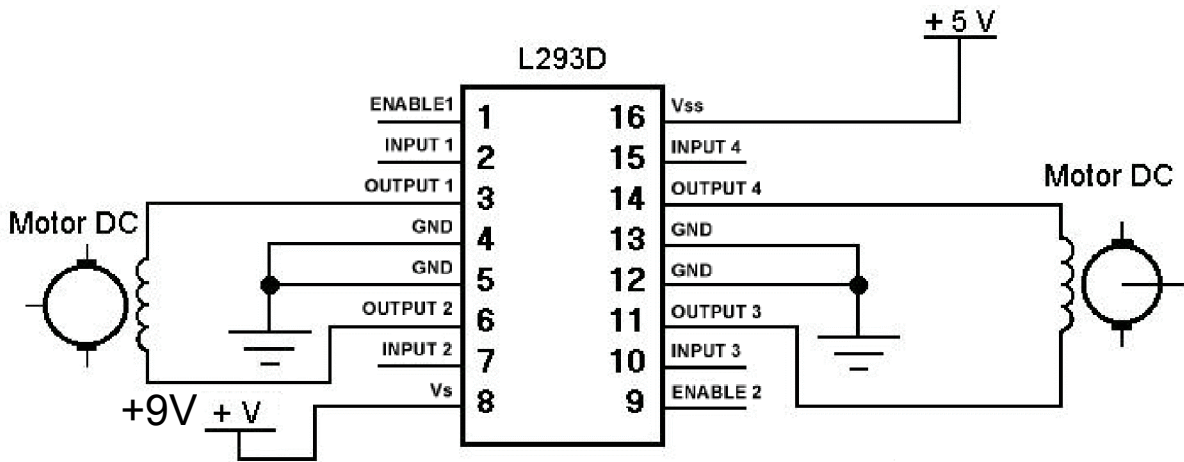 + 5 V
L293D
ENABLE1 1 16 Vss
INPUT 1 2 15 INPUT 4
OUTPUT 1 3 14 OUTPUT 4
Motor DC
Motor DC
GND 4 13 GND
GND 5 12 GND
OUTPUT 2 6 11 OUTPUT 3
INPUT 2 7 10 INPUT 3
Vs 8 9 ENABLE 2
+9V + V